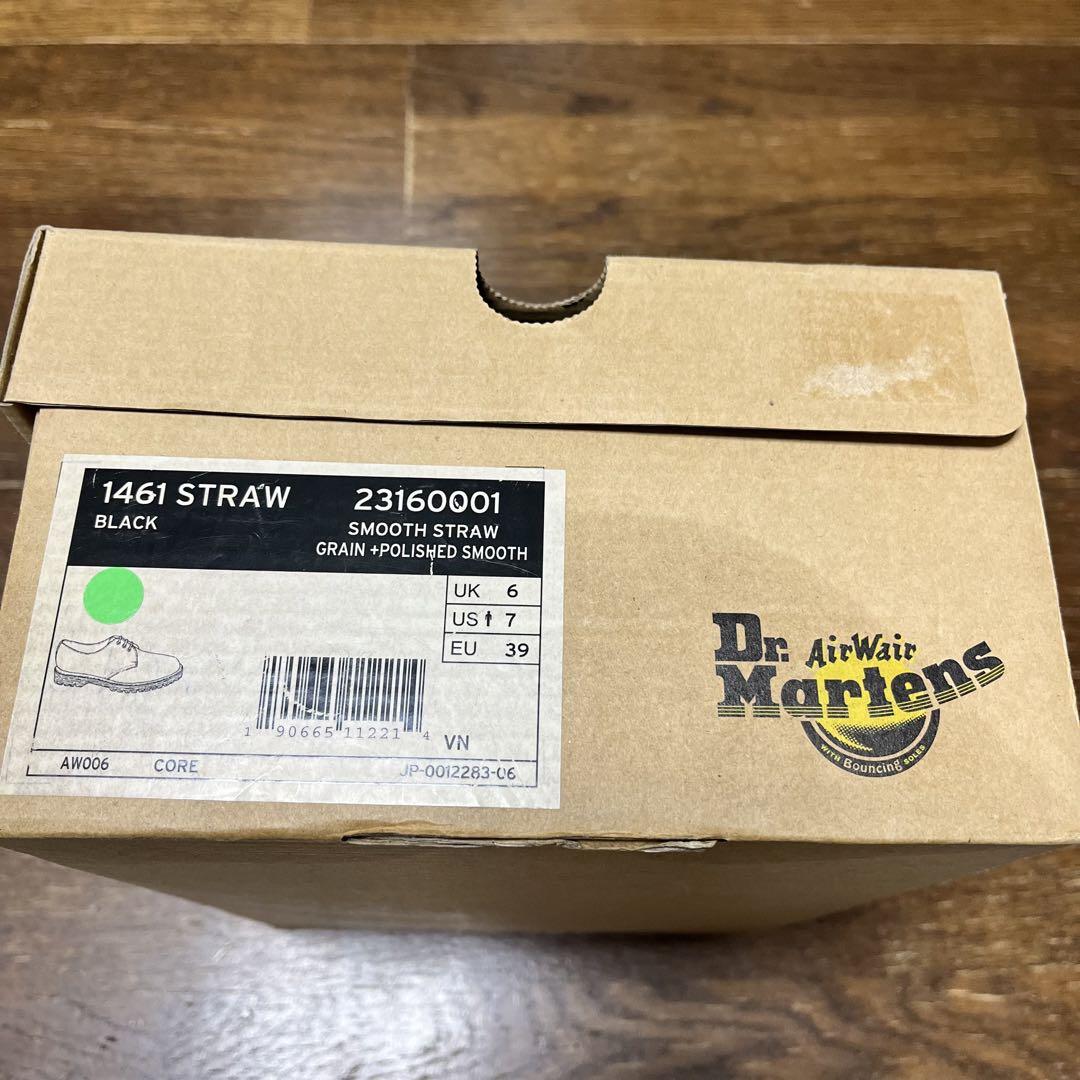 1461 STRAW 23160001
BLACK SMOOTH STRAW
GRAIN +POLISHED SMOOTH
UK 6
US 7
EU 39
1 90665 11221 4
VN
AW006 CORE JP-0012283-06
Dr. AirWair
Martens
WITH Bouncing SOLES